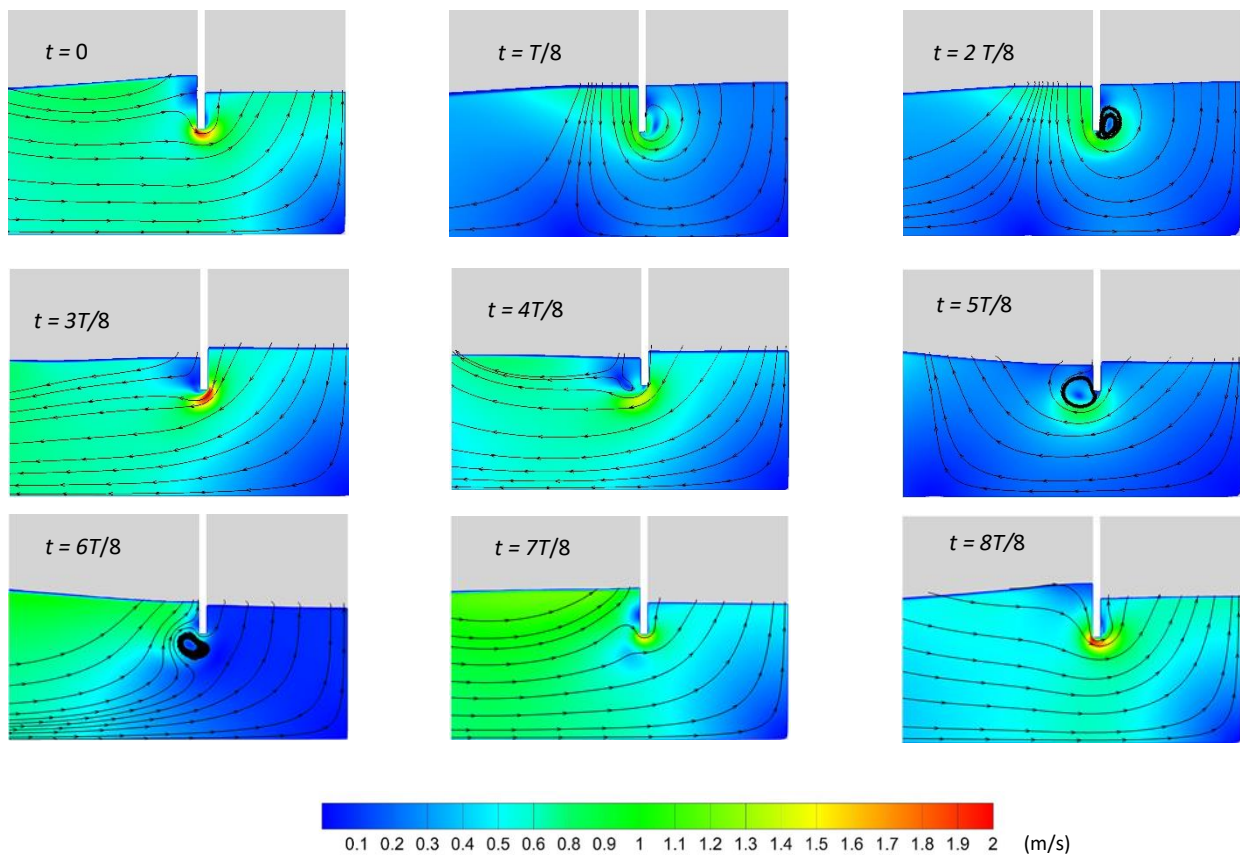 t = 0
t = T/8
t = 2 T/8
t = 3T/8
t = 4T/8
t = 5T/8
t = 6T/8
t = 7T/8
t = 8T/8
0.1 0.2 0.3 0.4 0.5 0.6 0.7 0.8 0.9 1 1.1 1.2 1.3 1.4 1.5 1.6 1.7 1.8 1.9 2 (m/s)